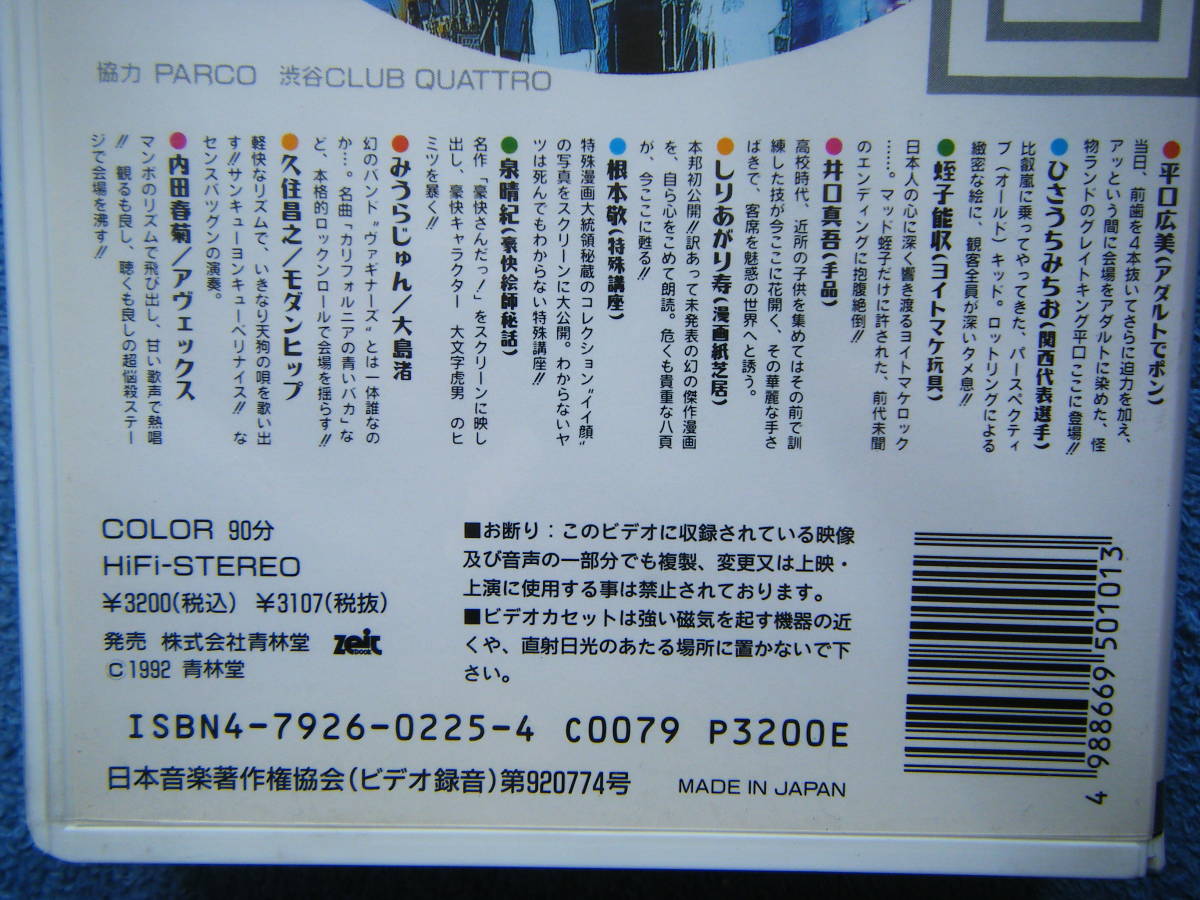 協力 PARCO 渋谷CLUB QUATTRO
●平口広美(アダルトでポン)
当日、前歯を4本抜いてさらに迫力を加え、
アッという間に会場をアダルトに染めた、怪
物ランドのグレイトキング平口ここに登場!!
●ひさうちみちお(関西代表選手)
比叡嵐に乗ってやってきた、パースペクティ
ブ(オールド)キッド。ロットリングによる
緻密な絵に、観客全員が深いタメ息!!
●蛭子能収(ヨイトマケ玩具)
日本人の心に深く響き渡るヨイトマケロック
……。マッド蛭子だけに許された、前代未聞
のエンディングに抱腹絶倒!!
●井口真吾(手品)
高校時代、近所の子供を集めてはその前で訓
練した技が今ここに花開く、その華麗な手さ
ばきで、客席を魅惑の世界へと誘う。
●しりあがり寿(漫画紙芝居)
本邦初公開!!訳あって未発表の幻の傑作漫画
を、自ら心をこめて朗読。危くも貴重な八頁
が、今ここに甦る!!
●根本敬(特殊講座)
特殊漫画大統領秘蔵のコレクション“イイ顔”
の写真をスクリーンに大公開。わからないヤ
ツは死んでもわからない特殊講座!!
●泉晴紀(豪快絵師秘話)
名作「豪快さんだっ!」をスクリーンに映し
出し、豪快キャラクター 大文字虎男 のヒ
ミツを暴く!!
●みうらじゅん/大島渚
幻のバンド“ヴァギナーズ”とは一体誰なの
か…。名曲「カリフォルニアの青いバカ」な
ど、本格的ロックンロールで会場を揺らす!!
●久住昌之/モダンヒップ
軽快なリズムで、いきなり天狗の唄を歌い出
す!!サンキューヨンキューベリナイス!! な
センスバツグンの演奏。
●内田春菊/アヴェックス
マンボのリズムで飛び出し、甘い歌声で熱唱
!! 観るも良し、聴くも良しの超悩殺ステー
ジで会場を沸す!!
COLOR 90分
HiFi-STEREO
¥3200(税込) ¥3107(税抜)
発売 株式会社青林堂 zeit
©1992 青林堂
■お断り:このビデオに収録されている映像
及び音声の一部分でも複製、変更又は上映・
上演に使用する事は禁止されております。
■ビデオカセットは強い磁気を起す機器の近
くや、直射日光のあたる場所に置かないで下
さい。
4 988669 501013
ISBN4-7926-0225-4 C0079 P3200E
日本音楽著作権協会(ビデオ録音)第920774号 MADE IN JAPAN